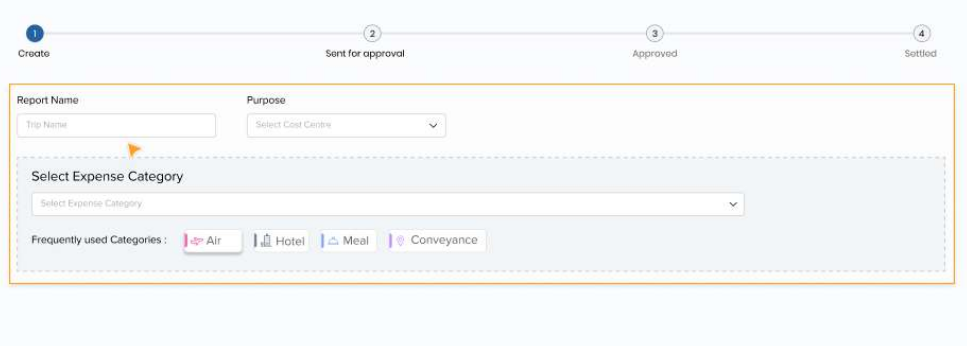 1 2 3 4
Create Sent for approval Approved Settled
Report Name Purpose
Trip Name Select Cost Centre
Select Expense Category
Select Expense Category
Frequently used Categories : Air Hotel Meal Conveyance